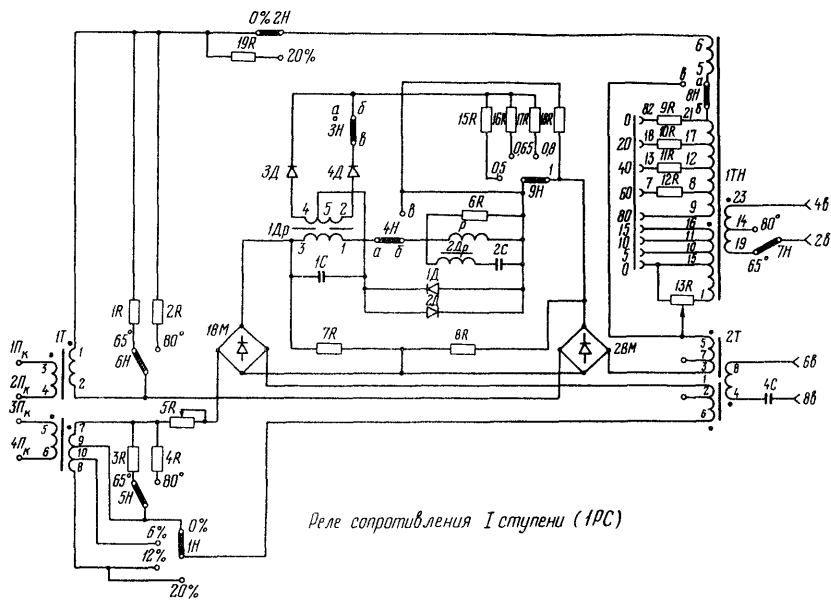 0% 2Н
19R
20%
6
5
в
а
8Н
б
0
82
9R
21
20
18
10R
17
40
13
11R
12
60
7
12R
8
80
9
15
16
10
11
5
10
0
15
1
13R
1ТН
23
4в
14
80°
19
2в
65°
7Н
а
б
3Н
в
15R
16R
17R
18R
0,5
0,65
0,8
1
9Н
3Д
4Д
4
5
2
1Др
3
1
4Н
а
б
в
6R
Р
2Др
2С
1С
1Д
2Д
7R
8R
1ВМ
2ВМ
1R
2R
65°
80°
6Н
1Т
1Пк
3
1
2Пк
4
2
3Пк
5
7
9
4Пк
6
10
8
5R
3R
4R
65°
80°
5Н
0%
6%
1Н
12%
20%
2Т
5
7
3
1
2
6
8
6в
4
4С
8в
Реле сопротивления I ступени (1РС)